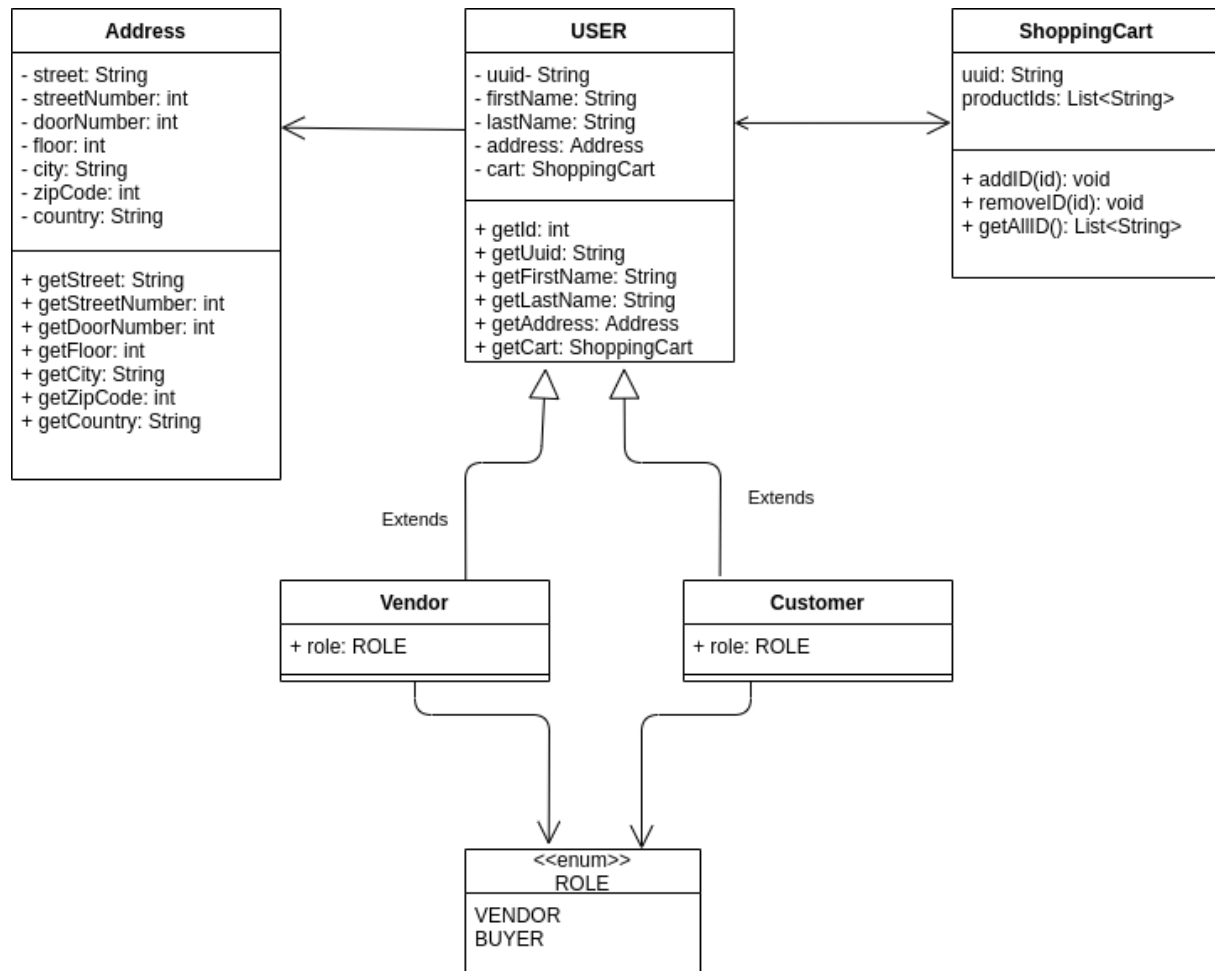 Address
- street: String
- streetNumber: int
- doorNumber: int
- floor: int
- city: String
- zipCode: int
- country: String
+ getStreet: String
+ getStreetNumber: int
+ getDoorNumber: int
+ getFloor: int
+ getCity: String
+ getZipCode: int
+ getCountry: String
USER
- uuid- String
- firstName: String
- lastName: String
- address: Address
- cart: ShoppingCart
+ getId: int
+ getUuid: String
+ getFirstName: String
+ getLastName: String
+ getAddress: Address
+ getCart: ShoppingCart
ShoppingCart
uuid: String
productIds: List<String>
+ addID(id): void
+ removeID(id): void
+ getAllID(): List<String>
Extends
Extends
Vendor
+ role: ROLE
Customer
+ role: ROLE
<<enum>>
ROLE
VENDOR
BUYER